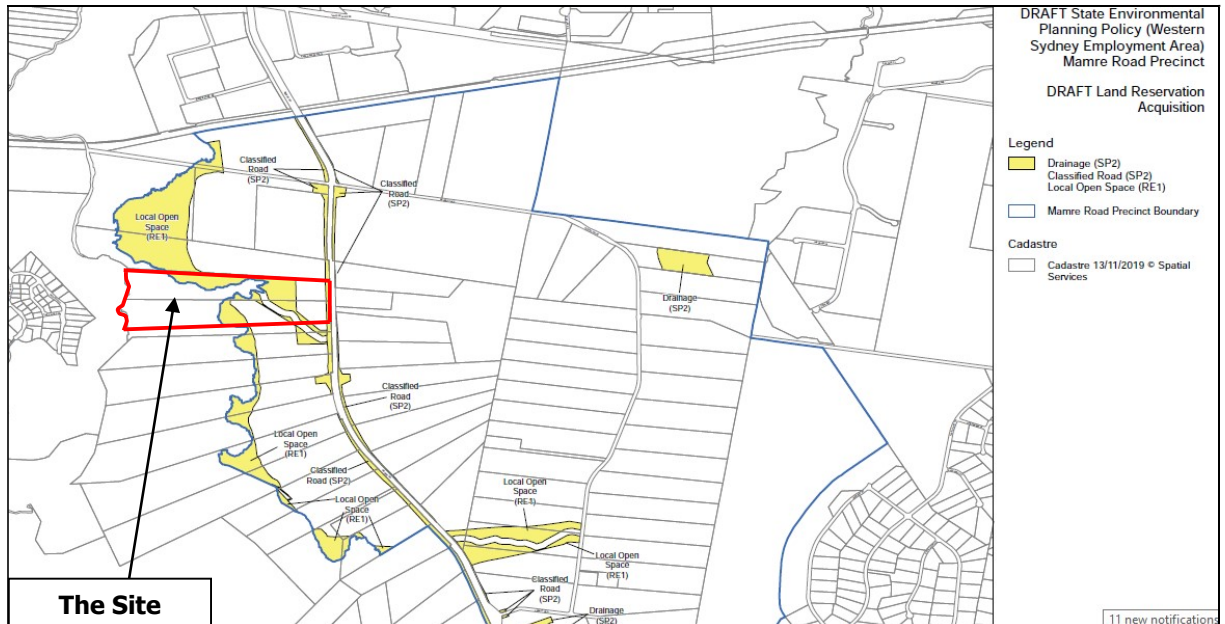 DRAFT State Environmental
Planning Policy (Western
Sydney Employment Area)
Mamre Road Precinct
DRAFT Land Reservation
Acquisition
Legend
Drainage (SP2)
Classified Road (SP2)
Local Open Space (RE1)
Mamre Road Precinct Boundary
Cadastre
Cadastre 13/11/2019 © Spatial
Services
Classified
Road
(SP2)
Classified
Road
(SP2)
Local Open
Space
(RE1)
Drainage
(SP2)
Classified
Road
(SP2)
Local Open
Space
(RE1)
Classified
Road (SP2)
Local Open
Space
(RE1)
Local Open
Space
(RE1)
Local Open
Space
(RE1)
Classified
Road
(SP2)
Drainage
(SP2)
The Site
11 new notifications